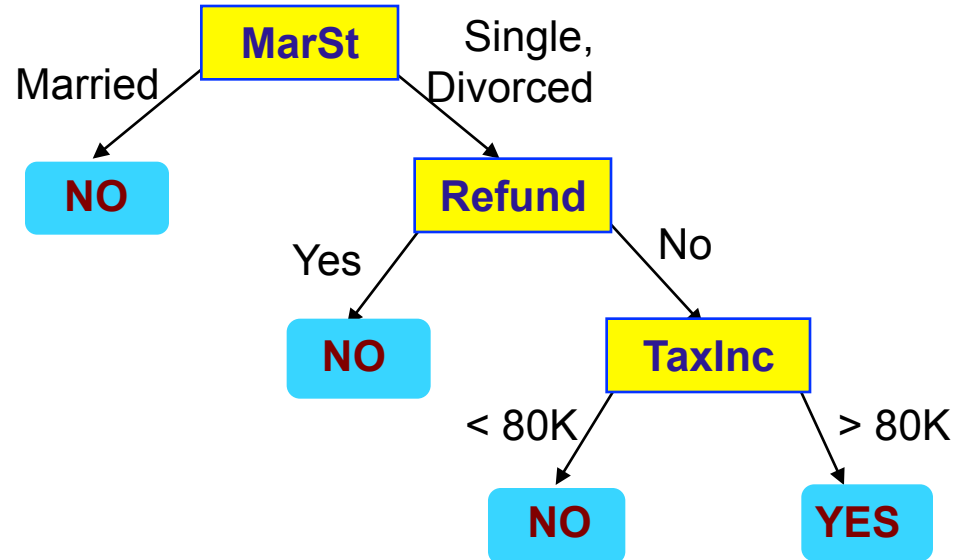 MarSt
Single,
Married
Divorced
NO
Refund
Yes
No
NO
TaxInc
< 80K
> 80K
NO
YES